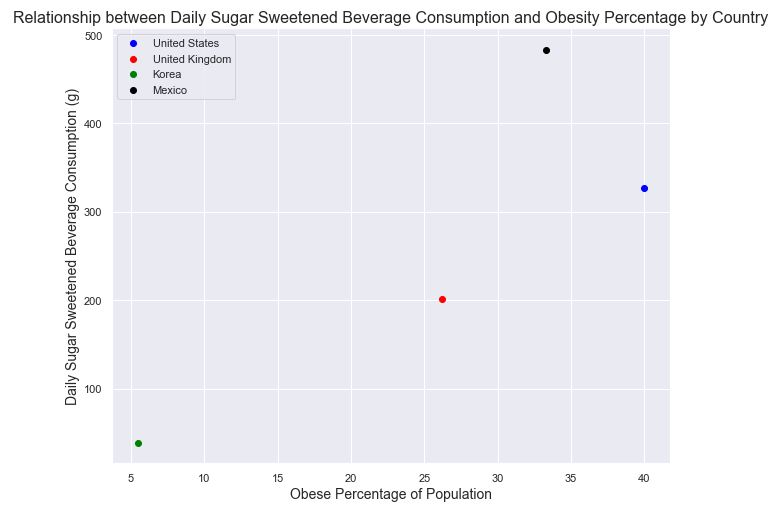 Relationship between Daily Sugar Sweetened Beverage Consumption and Obesity Percentage by Country
United States
United Kingdom
Korea
Mexico
Daily Sugar Sweetened Beverage Consumption (g)
500
400
300
200
100
5 10 15 20 25 30 35 40
Obese Percentage of Population